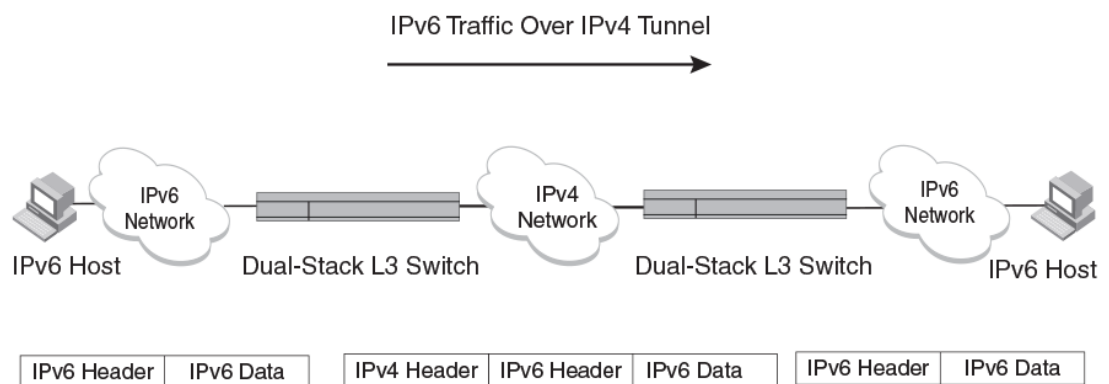 IPv6 Traffic Over IPv4 Tunnel
IPv6
Network
IPv4
Network
IPv6
Network
IPv6 Host
Dual-Stack L3 Switch
Dual-Stack L3 Switch
IPv6 Host
IPv6 Header IPv6 Data
IPv4 Header IPv6 Header IPv6 Data
IPv6 Header IPv6 Data